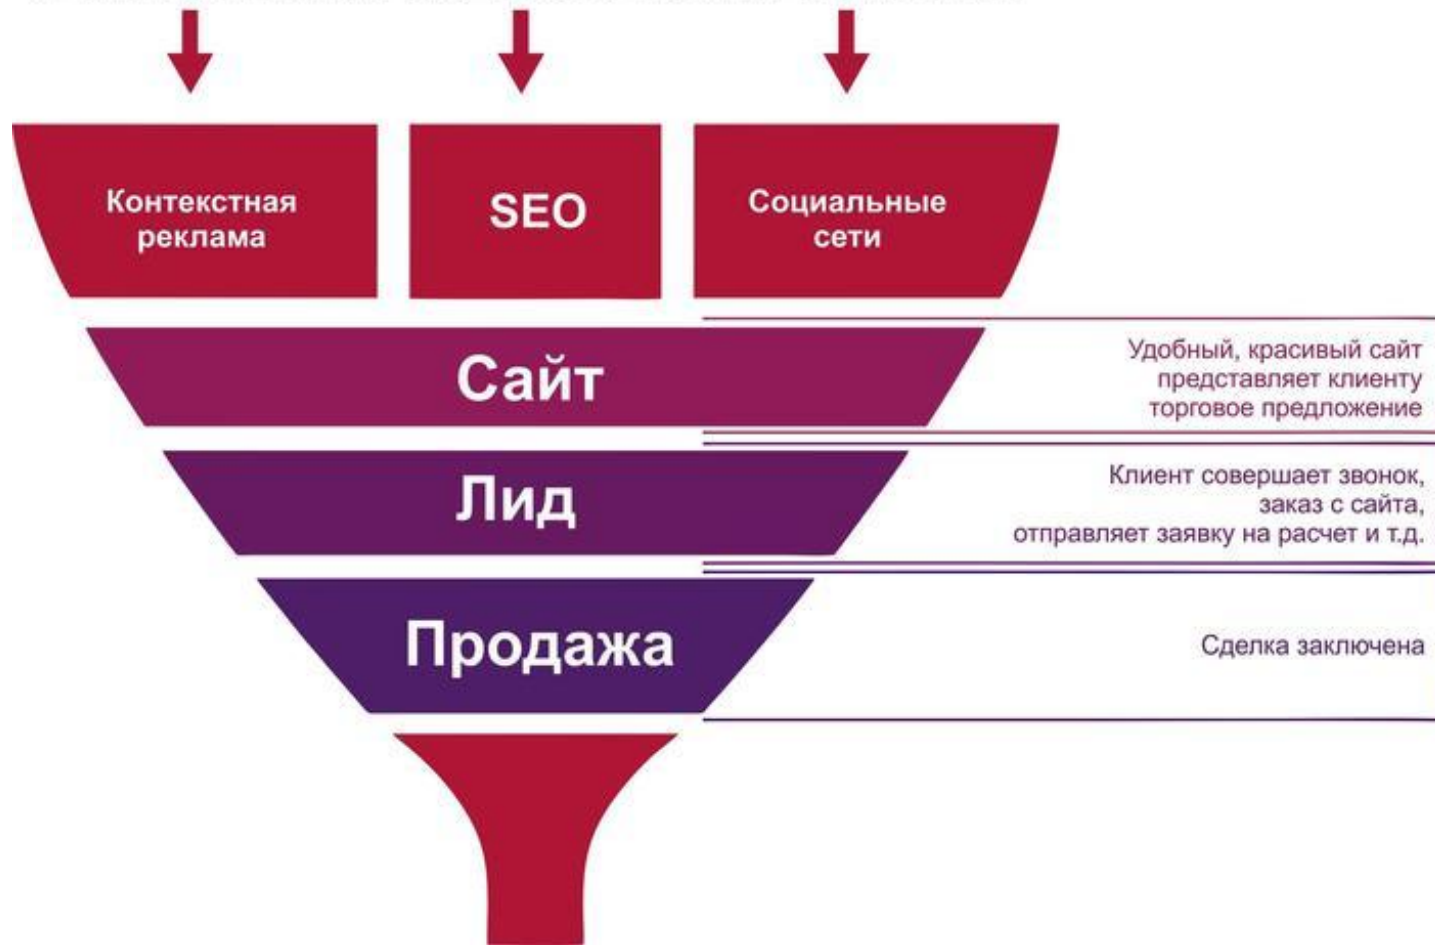 Контекстная
реклама
SEO
Социальные
сети
Сайт
Удобный, красивый сайт
представляет клиенту
торговое предложение
Лид
Клиент совершает звонок,
заказ с сайта,
отправляет заявку на расчет и т.д.
Продажа
Сделка заключена